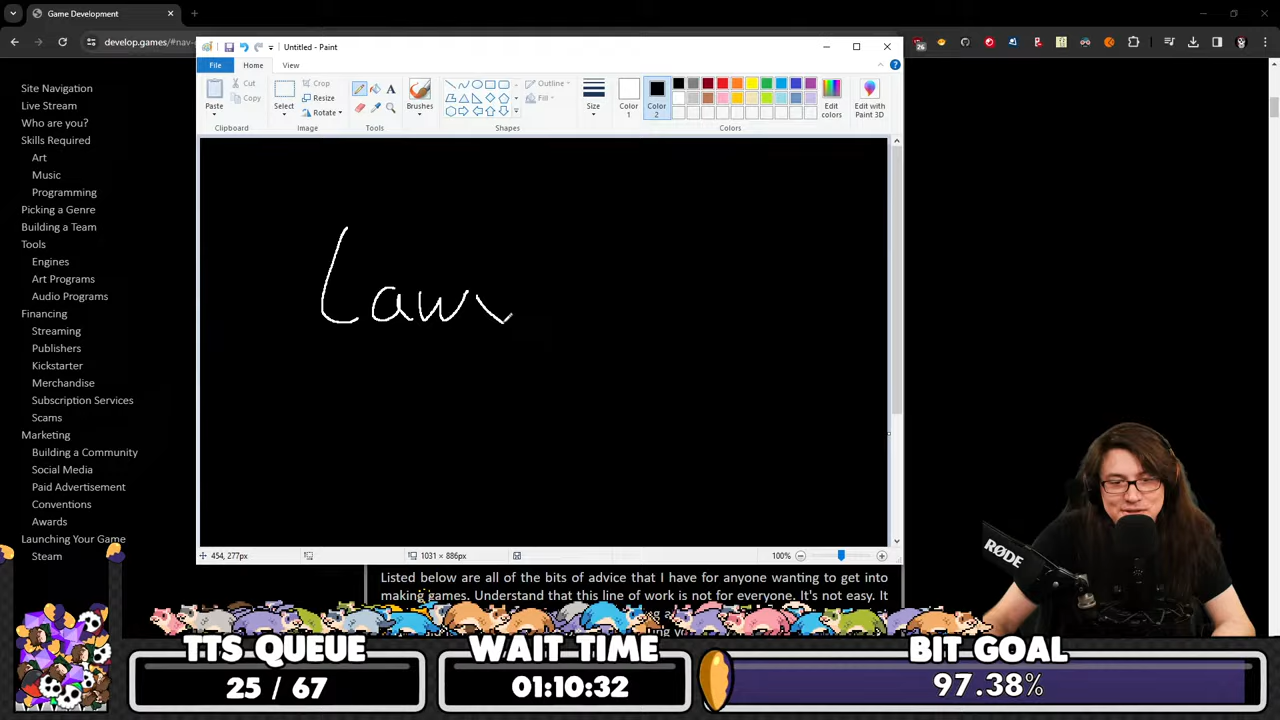 Game Development
develop.games/#nav-
Untitled - Paint
File
Home
View
Paste
Cut
Copy
Clipboard
Select
Crop
Resize
Rotate
Image
A
Tools
Brushes
Outline
Fill
Shapes
Size
Color
1
Color
2
Edit
colors
Edit with
Paint 3D
Colors
Site Navigation
Live Stream
Who are you?
Skills Required
Art
Music
Programming
Picking a Genre
Building a Team
Tools
Engines
Art Programs
Audio Programs
Financing
Streaming
Publishers
Kickstarter
Merchandise
Subscription Services
Scams
Marketing
Building a Community
Social Media
Paid Advertisement
Conventions
Awards
Launching Your Game
Steam
454, 277px
1031 × 886px
100%
Listed below are all of the bits of advice that I have for anyone wanting to get into
making games. Understand that this line of work is not for everyone. It's not easy. It
RØDE
TTS QUEUE
25 / 67
WAIT TIME
01:10:32
BIT GOAL
97.38%